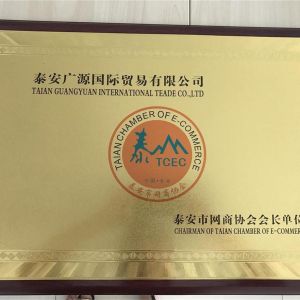 泰安广源国际贸易有限公司
TAIAN GUANGYUAN INTERNATIONAL TRADE CO.,LTD
TAIAN CHAMBER OF E-COMMERCE
泰
TCEC
泰安市网商协会
泰安市网商协会会长单位
CHAIRMAN OF TAIAN CHAMBER OF E-COMMERCE